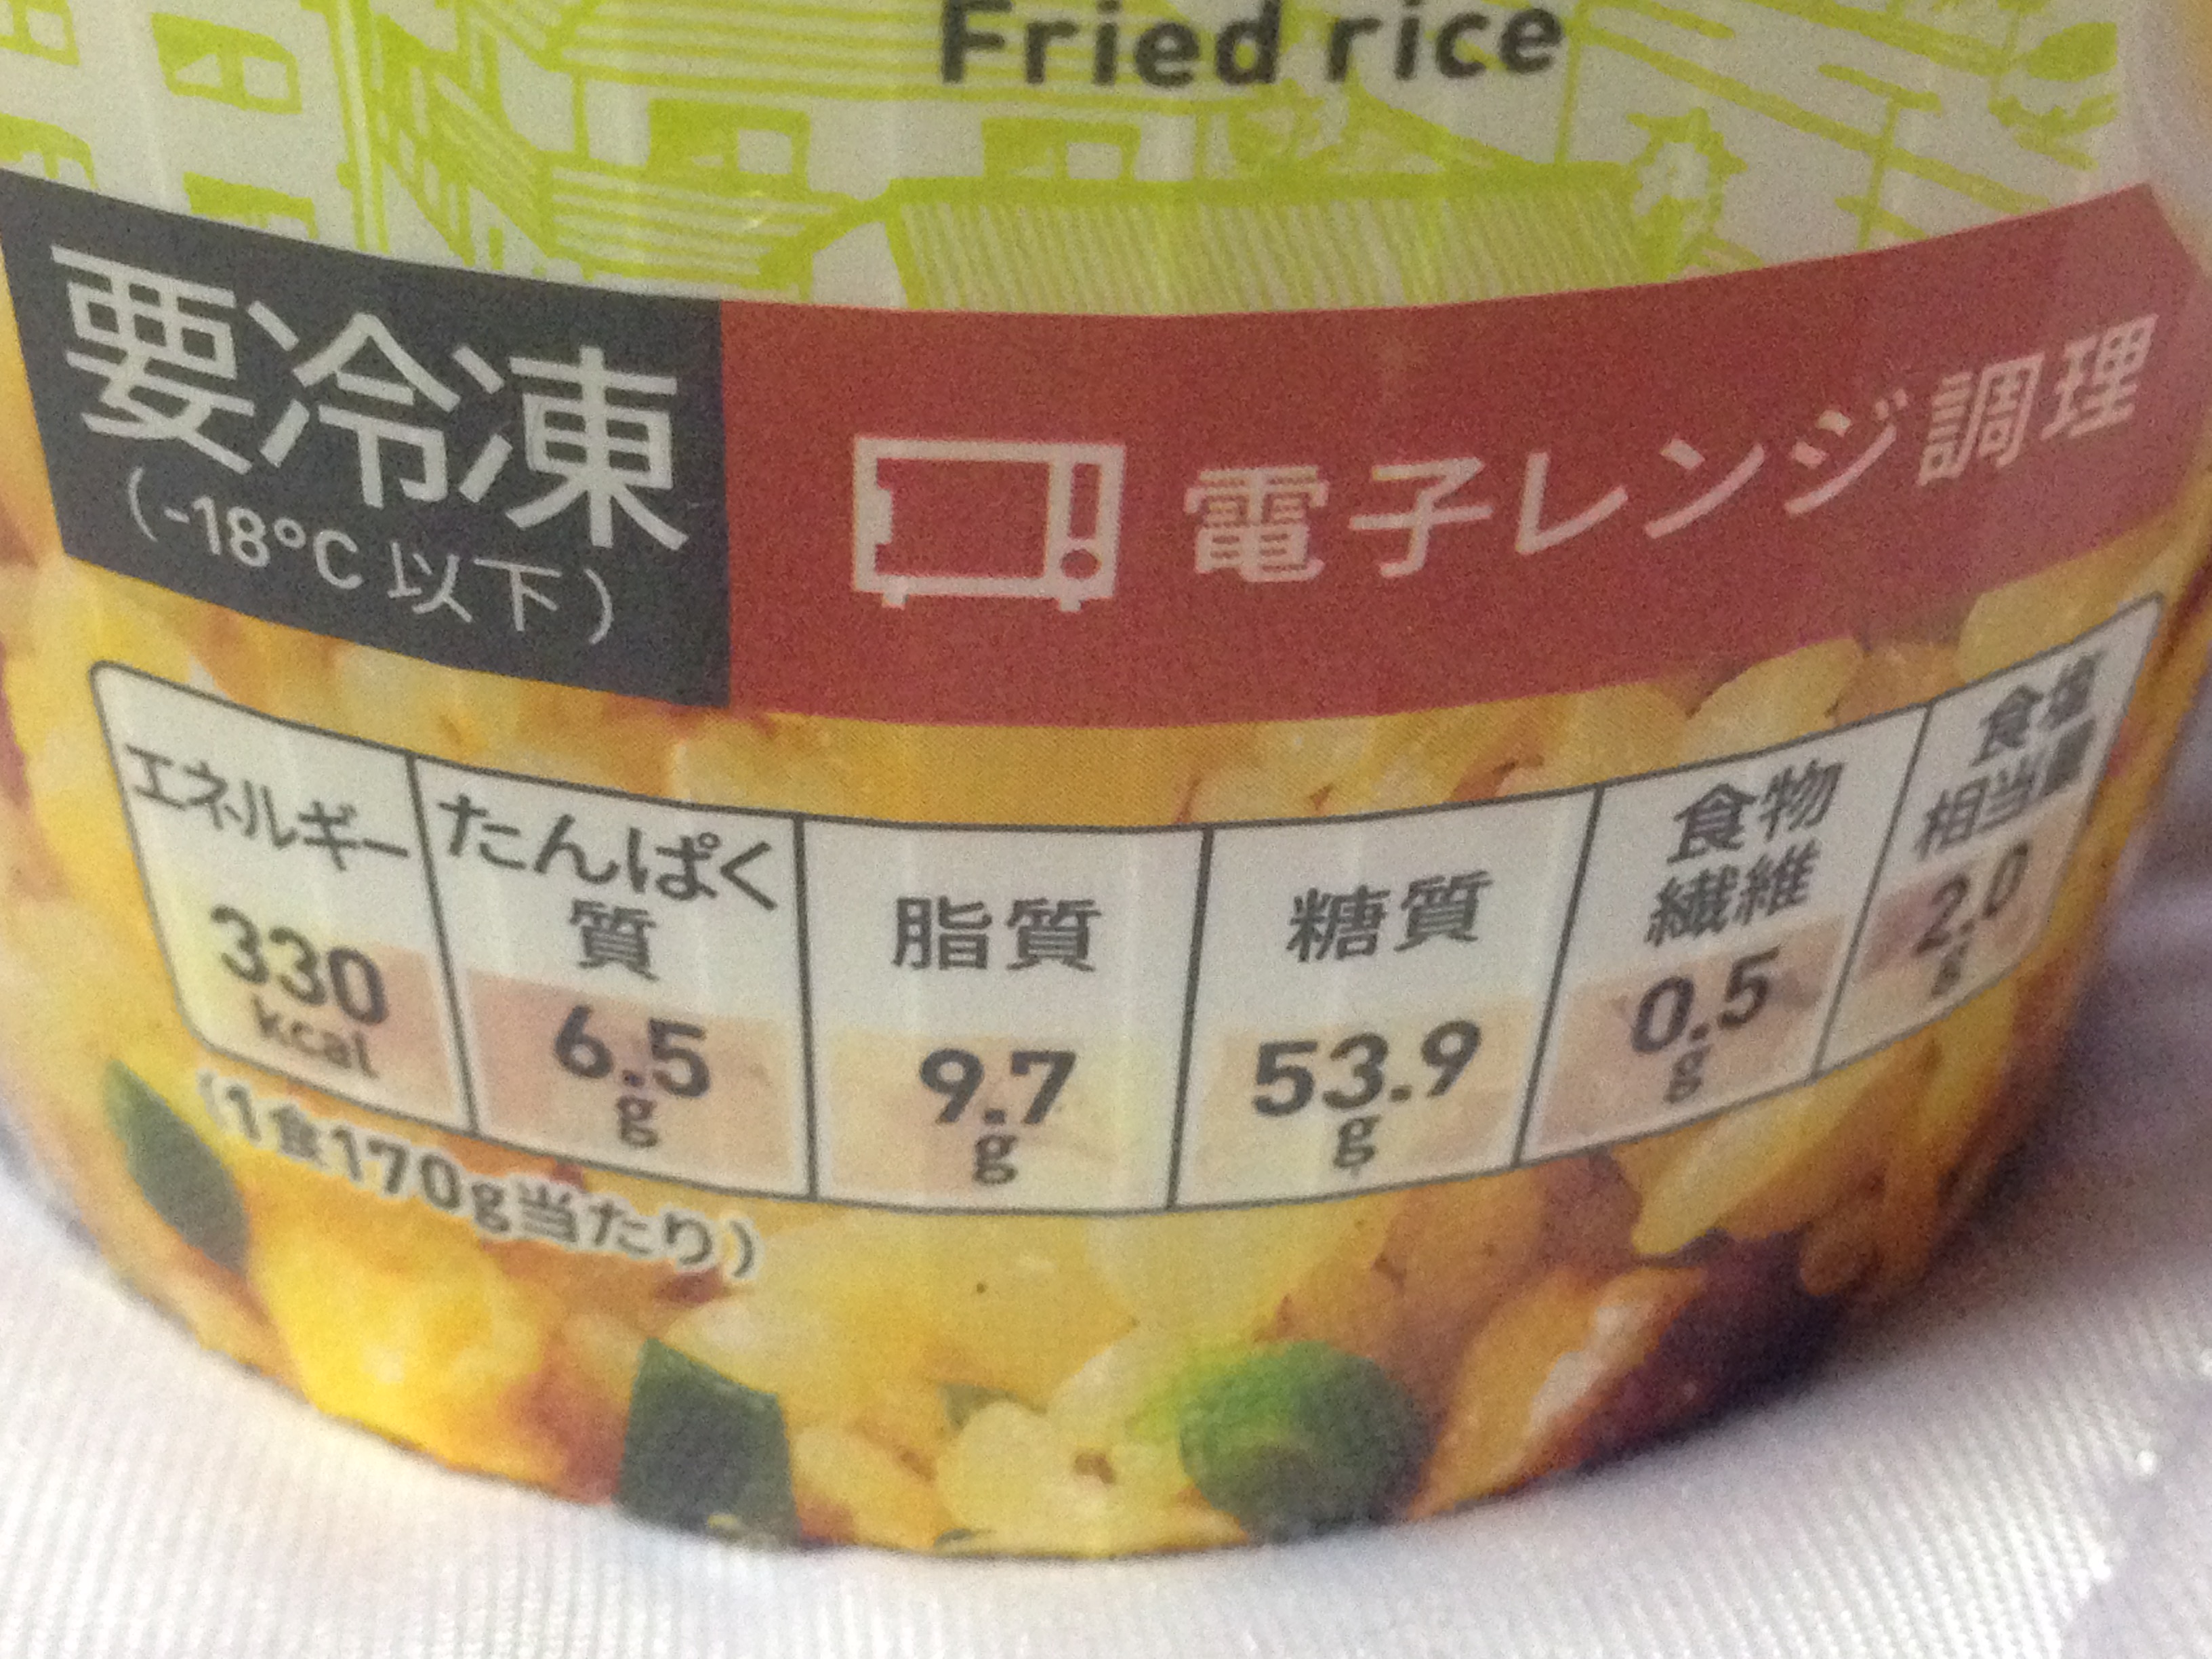 Fried rice
要冷凍
(-18°C 以下)
電子レンジ調理
エネルギー
330
kcal
たんぱく
質
6.5
g
脂質
9.7
g
糖質
53.9
g
食物
繊維
0.5
g
食塩
相当量
2.0
g
(1食170g当たり)